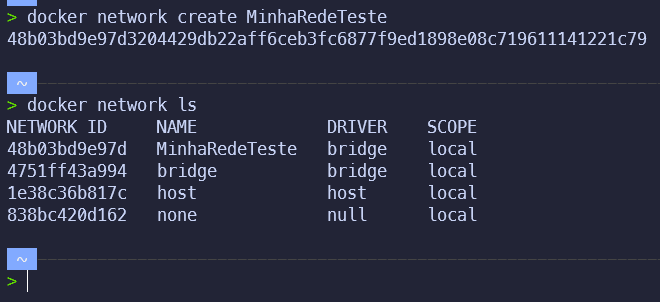 ~
> docker network create MinhaRedeTeste
48b03bd9e97d3204429db22aff6ceb3fc6877f9ed1898e08c719611141221c79
~
> docker network ls
NETWORK ID     NAME             DRIVER    SCOPE
48b03bd9e97d   MinhaRedeTeste   bridge    local
4751ff43a994   bridge           bridge    local
1e38c36b817c   host             host      local
838bc420d162   none             null      local
~
>